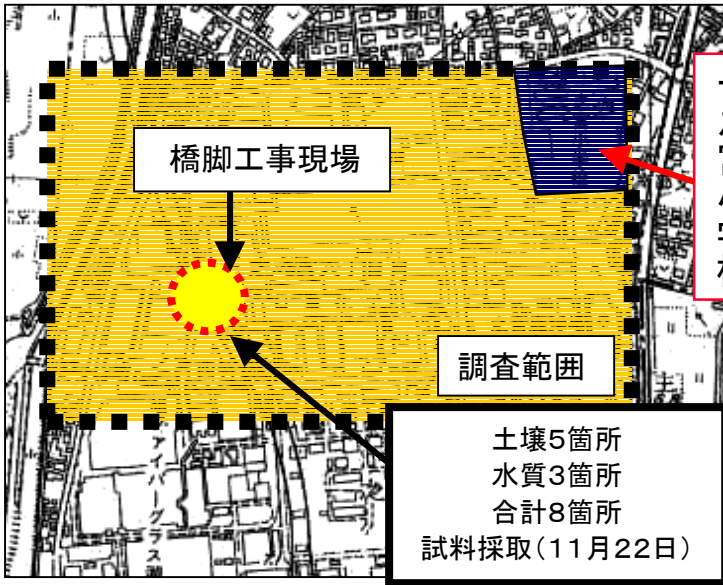 橋脚工事現場
調査範囲
土壌5箇所
水質3箇所
合計8箇所
試料採取(11月22日)
ァイバーグラス